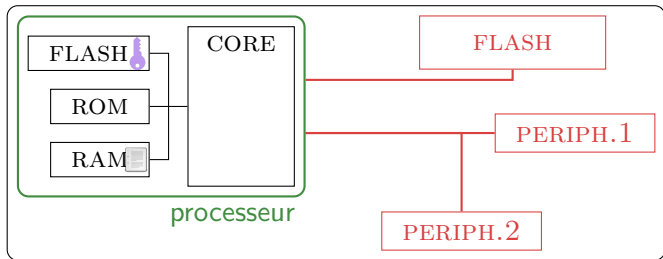 FLASH
ROM
RAM
CORE
processeur
FLASH
PERIPH.1
PERIPH.2